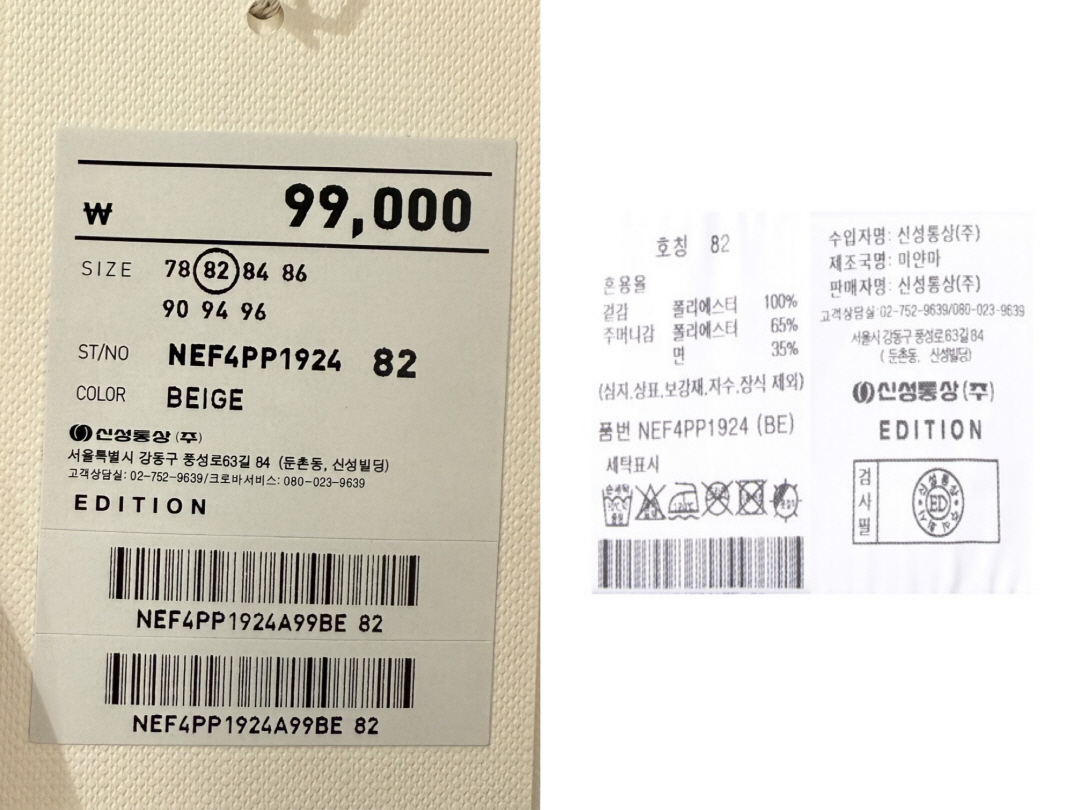 ₩ 99,000
SIZE 78 82 84 86
90 94 96
ST/NO NEF4PP1924 82
COLOR BEIGE
신성통상 (주)
서울특별시 강동구 풍성로63길 84 (둔촌동, 신성빌딩)
고객상담실: 02-752-9639/크로바서비스: 080-023-9639
EDITION
NEF4PP1924A99BE 82
NEF4PP1924A99BE 82
호칭 82
혼용율
겉감 폴리에스터 100%
주머니감 폴리에스터 65%
면 35%
(심지,상표,보강재,자수,장식 제외)
품번 NEF4PP1924 (BE)
세탁표시
손세탁
수입자명: 신성통상(주)
제조국명: 미얀마
판매자명: 신성통상(주)
고객상담실: 02-752-9639/080-023-9639
서울시 강동구 풍성로63길 84
(둔촌동, 신성빌딩)
신성통상 (주)
EDITION
검사필
신성통상
ED